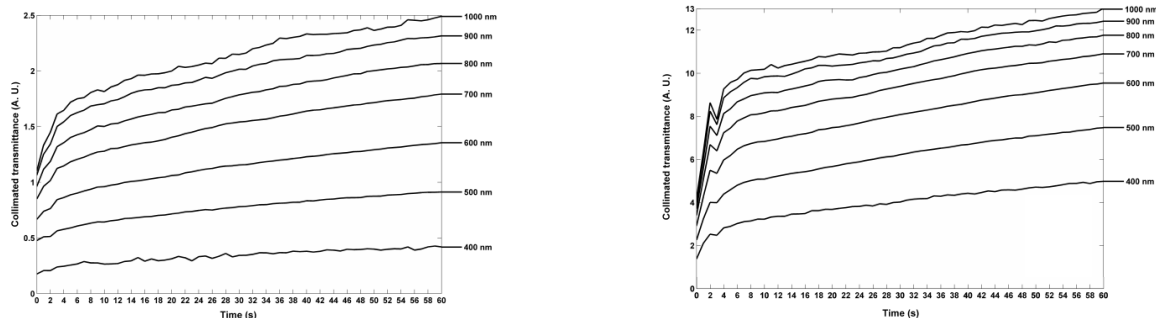 2.5
2
1.5
1
0.5
0
Collimated transmittance (A. U.)
1000 nm
900 nm
800 nm
700 nm
600 nm
500 nm
400 nm
0 2 4 6 8 10 12 14 16 18 20 22 24 26 28 30 32 34 36 38 40 42 44 46 48 50 52 54 56 58 60
Time (s)
13
12
10
8
6
4
2
0
Collimated transmittance (A. U.)
1000 nm
900 nm
800 nm
700 nm
600 nm
500 nm
400 nm
0 2 4 6 8 10 12 14 16 18 20 22 24 26 28 30 32 34 36 38 40 42 44 46 48 50 52 54 56 58 60
Time (s)